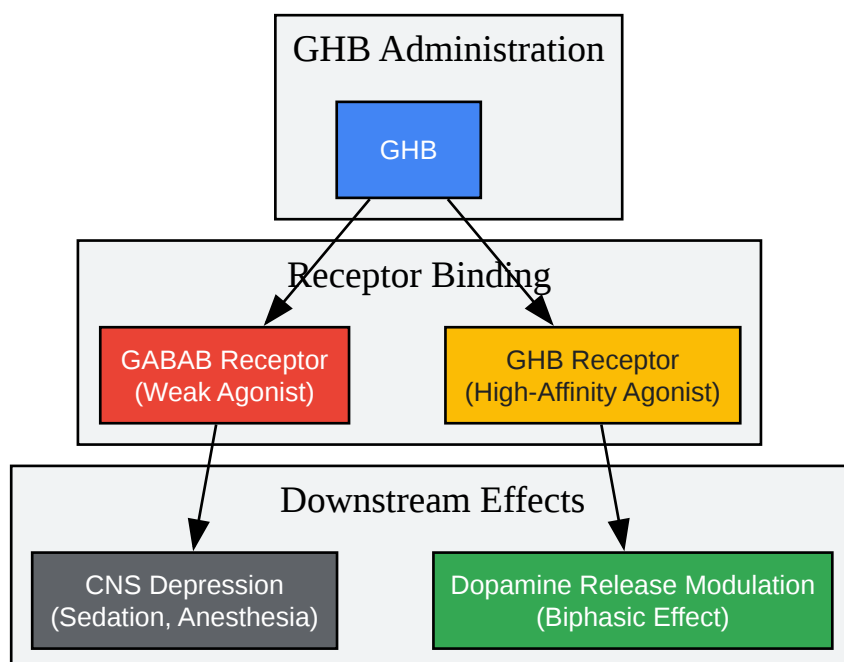 GHB Administration
GHB
Receptor Binding
GABAB Receptor
(Weak Agonist)
GHB Receptor
(High-Affinity Agonist)
Downstream Effects
CNS Depression
(Sedation, Anesthesia)
Dopamine Release Modulation
(Biphasic Effect)